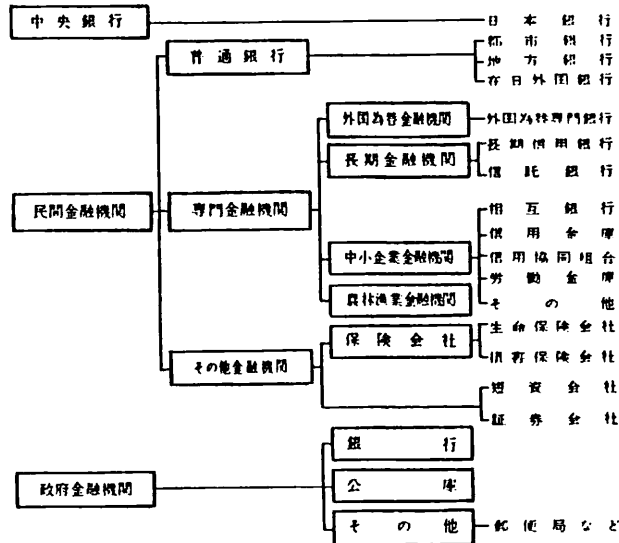 中央銀行
日本銀行
普通銀行
都市銀行
地方銀行
在日外国銀行
民間金融機関
専門金融機関
外国為替金融機関
外国為替専門銀行
長期金融機関
長期信用銀行
信託銀行
中小企業金融機関
相互銀行
信用金庫
信用協同組合
労働金庫
農林漁業金融機関
その他
その他金融機関
保険会社
生命保険会社
損害保険会社
短資会社
証券会社
政府金融機関
銀行
公庫
その他
郵便局など